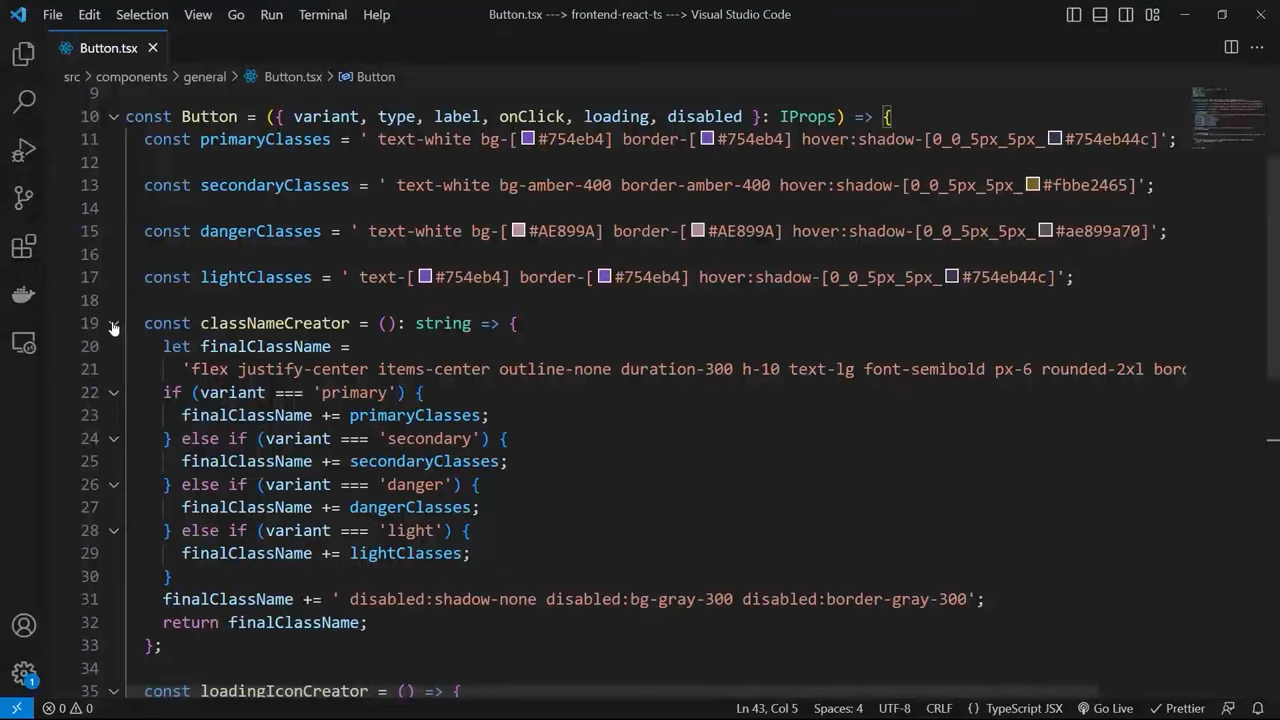 File Edit Selection View Go Run Terminal Help Button.tsx ---> frontend-react-ts ---> Visual Studio Code
Button.tsx
src > components > general > Button.tsx > Button
9
10 const Button = ({ variant, type, label, onClick, loading, disabled }: IProps) => {
11 const primaryClasses = ' text-white bg-[#754eb4] border-[#754eb4] hover:shadow-[0_0_5px_5px_#754eb44c]';
12
13 const secondaryClasses = ' text-white bg-amber-400 border-amber-400 hover:shadow-[0_0_5px_5px_#fbbe2465]';
14
15 const dangerClasses = ' text-white bg-[#AE899A] border-[#AE899A] hover:shadow-[0_0_5px_5px_#ae899a70]';
16
17 const lightClasses = ' text-[#754eb4] border-[#754eb4] hover:shadow-[0_0_5px_5px_#754eb44c]';
18
19 const classNameCreator = (): string => {
20 let finalClassName =
21 'flex justify-center items-center outline-none duration-300 h-10 text-lg font-semibold px-6 rounded-2xl bord
22 if (variant === 'primary') {
23 finalClassName += primaryClasses;
24 } else if (variant === 'secondary') {
25 finalClassName += secondaryClasses;
26 } else if (variant === 'danger') {
27 finalClassName += dangerClasses;
28 } else if (variant === 'light') {
29 finalClassName += lightClasses;
30 }
31 finalClassName += ' disabled:shadow-none disabled:bg-gray-300 disabled:border-gray-300';
32 return finalClassName;
33 };
34
35 const loadingIconCreator = () => {
1
0 0 Ln 43, Col 5 Spaces: 4 UTF-8 CRLF {} TypeScript JSX Go Live Prettier